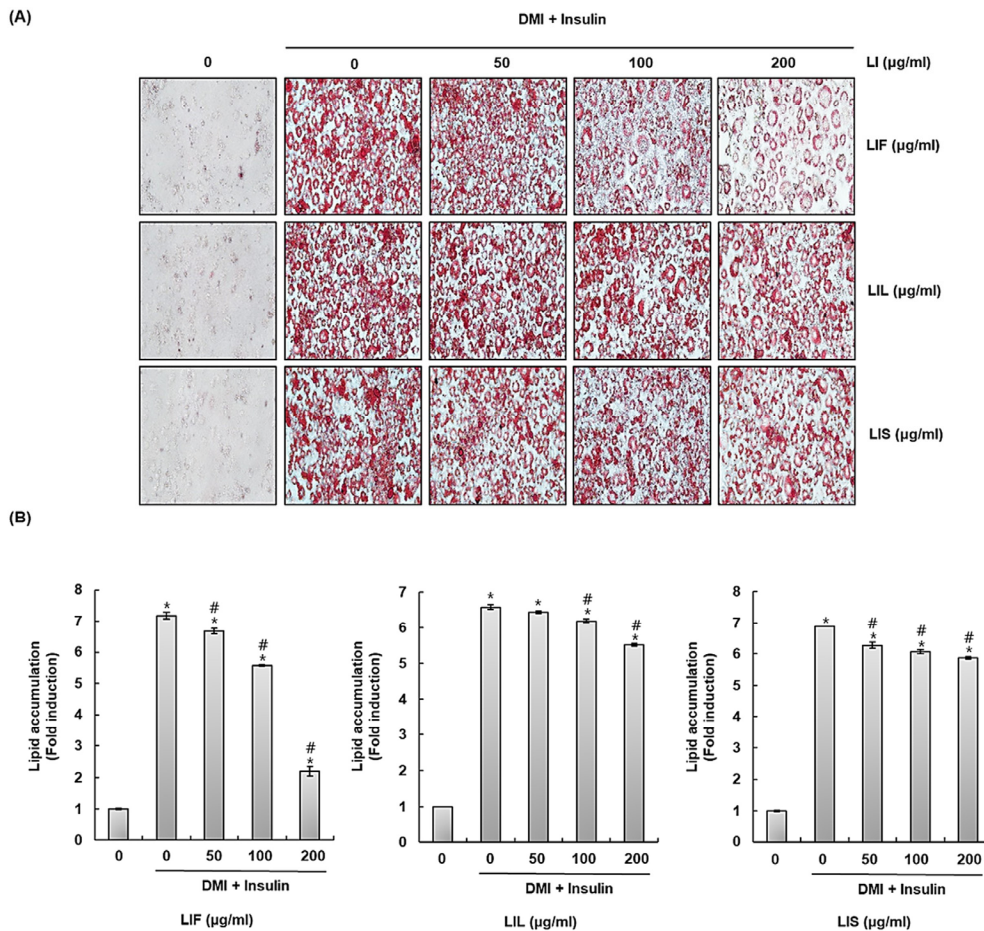 (A)
DMI + Insulin
0 0 50 100 200 LI (µg/ml)
LIF (µg/ml)
LIL (µg/ml)
LIS (µg/ml)
(B)
Lipid accumulation
(Fold induction)
8
7
6
5
4
3
2
1
0
* # * # * # *
0 0 50 100 200
DMI + Insulin
LIF (µg/ml)
Lipid accumulation
(Fold induction)
7
6
5
4
3
2
1
0
* * # * # *
0 0 50 100 200
DMI + Insulin
LIL (µg/ml)
Lipid accumulation
(Fold induction)
8
7
6
5
4
3
2
1
0
* # * # * # *
0 0 50 100 200
DMI + Insulin
LIS (µg/ml)